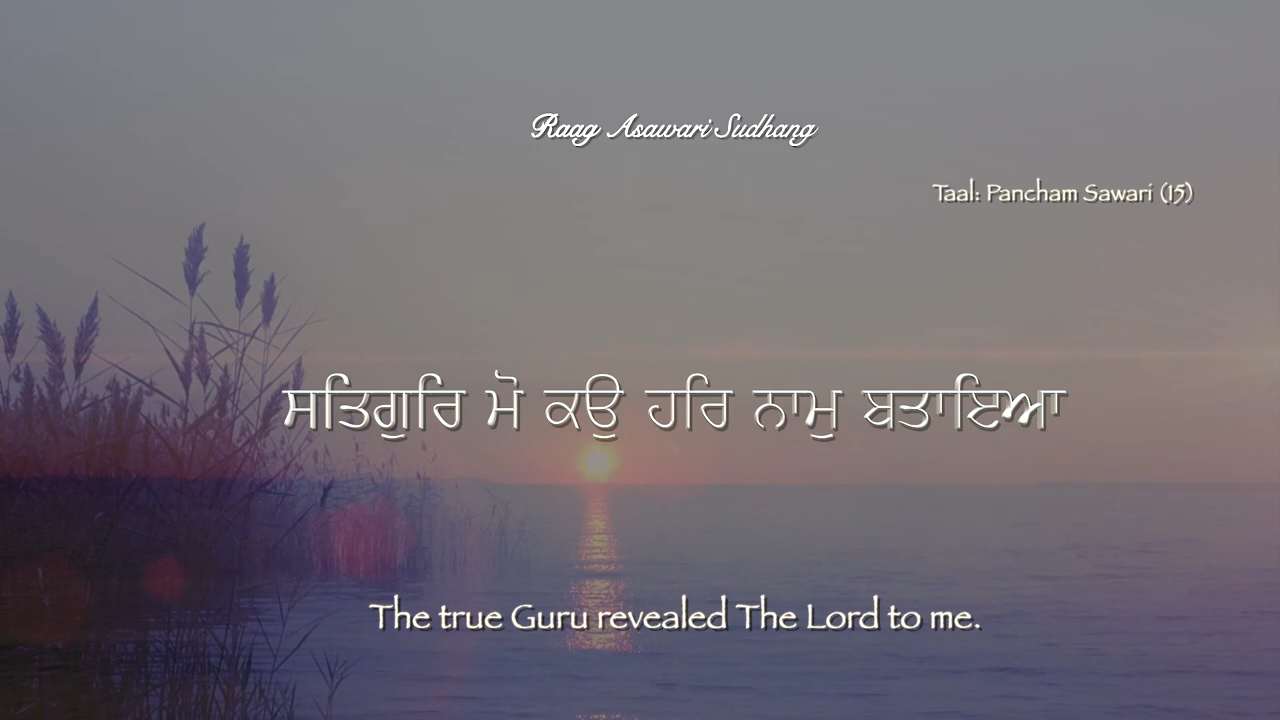 Raag Asawari Sudhang
Taal: Pancham Sawari (15)
ਸਤਿਗੁਰਿ ਮੋ ਕਉ ਹਰਿ ਨਾਮੁ ਬਤਾਇਆ
The true Guru revealed The Lord to me.